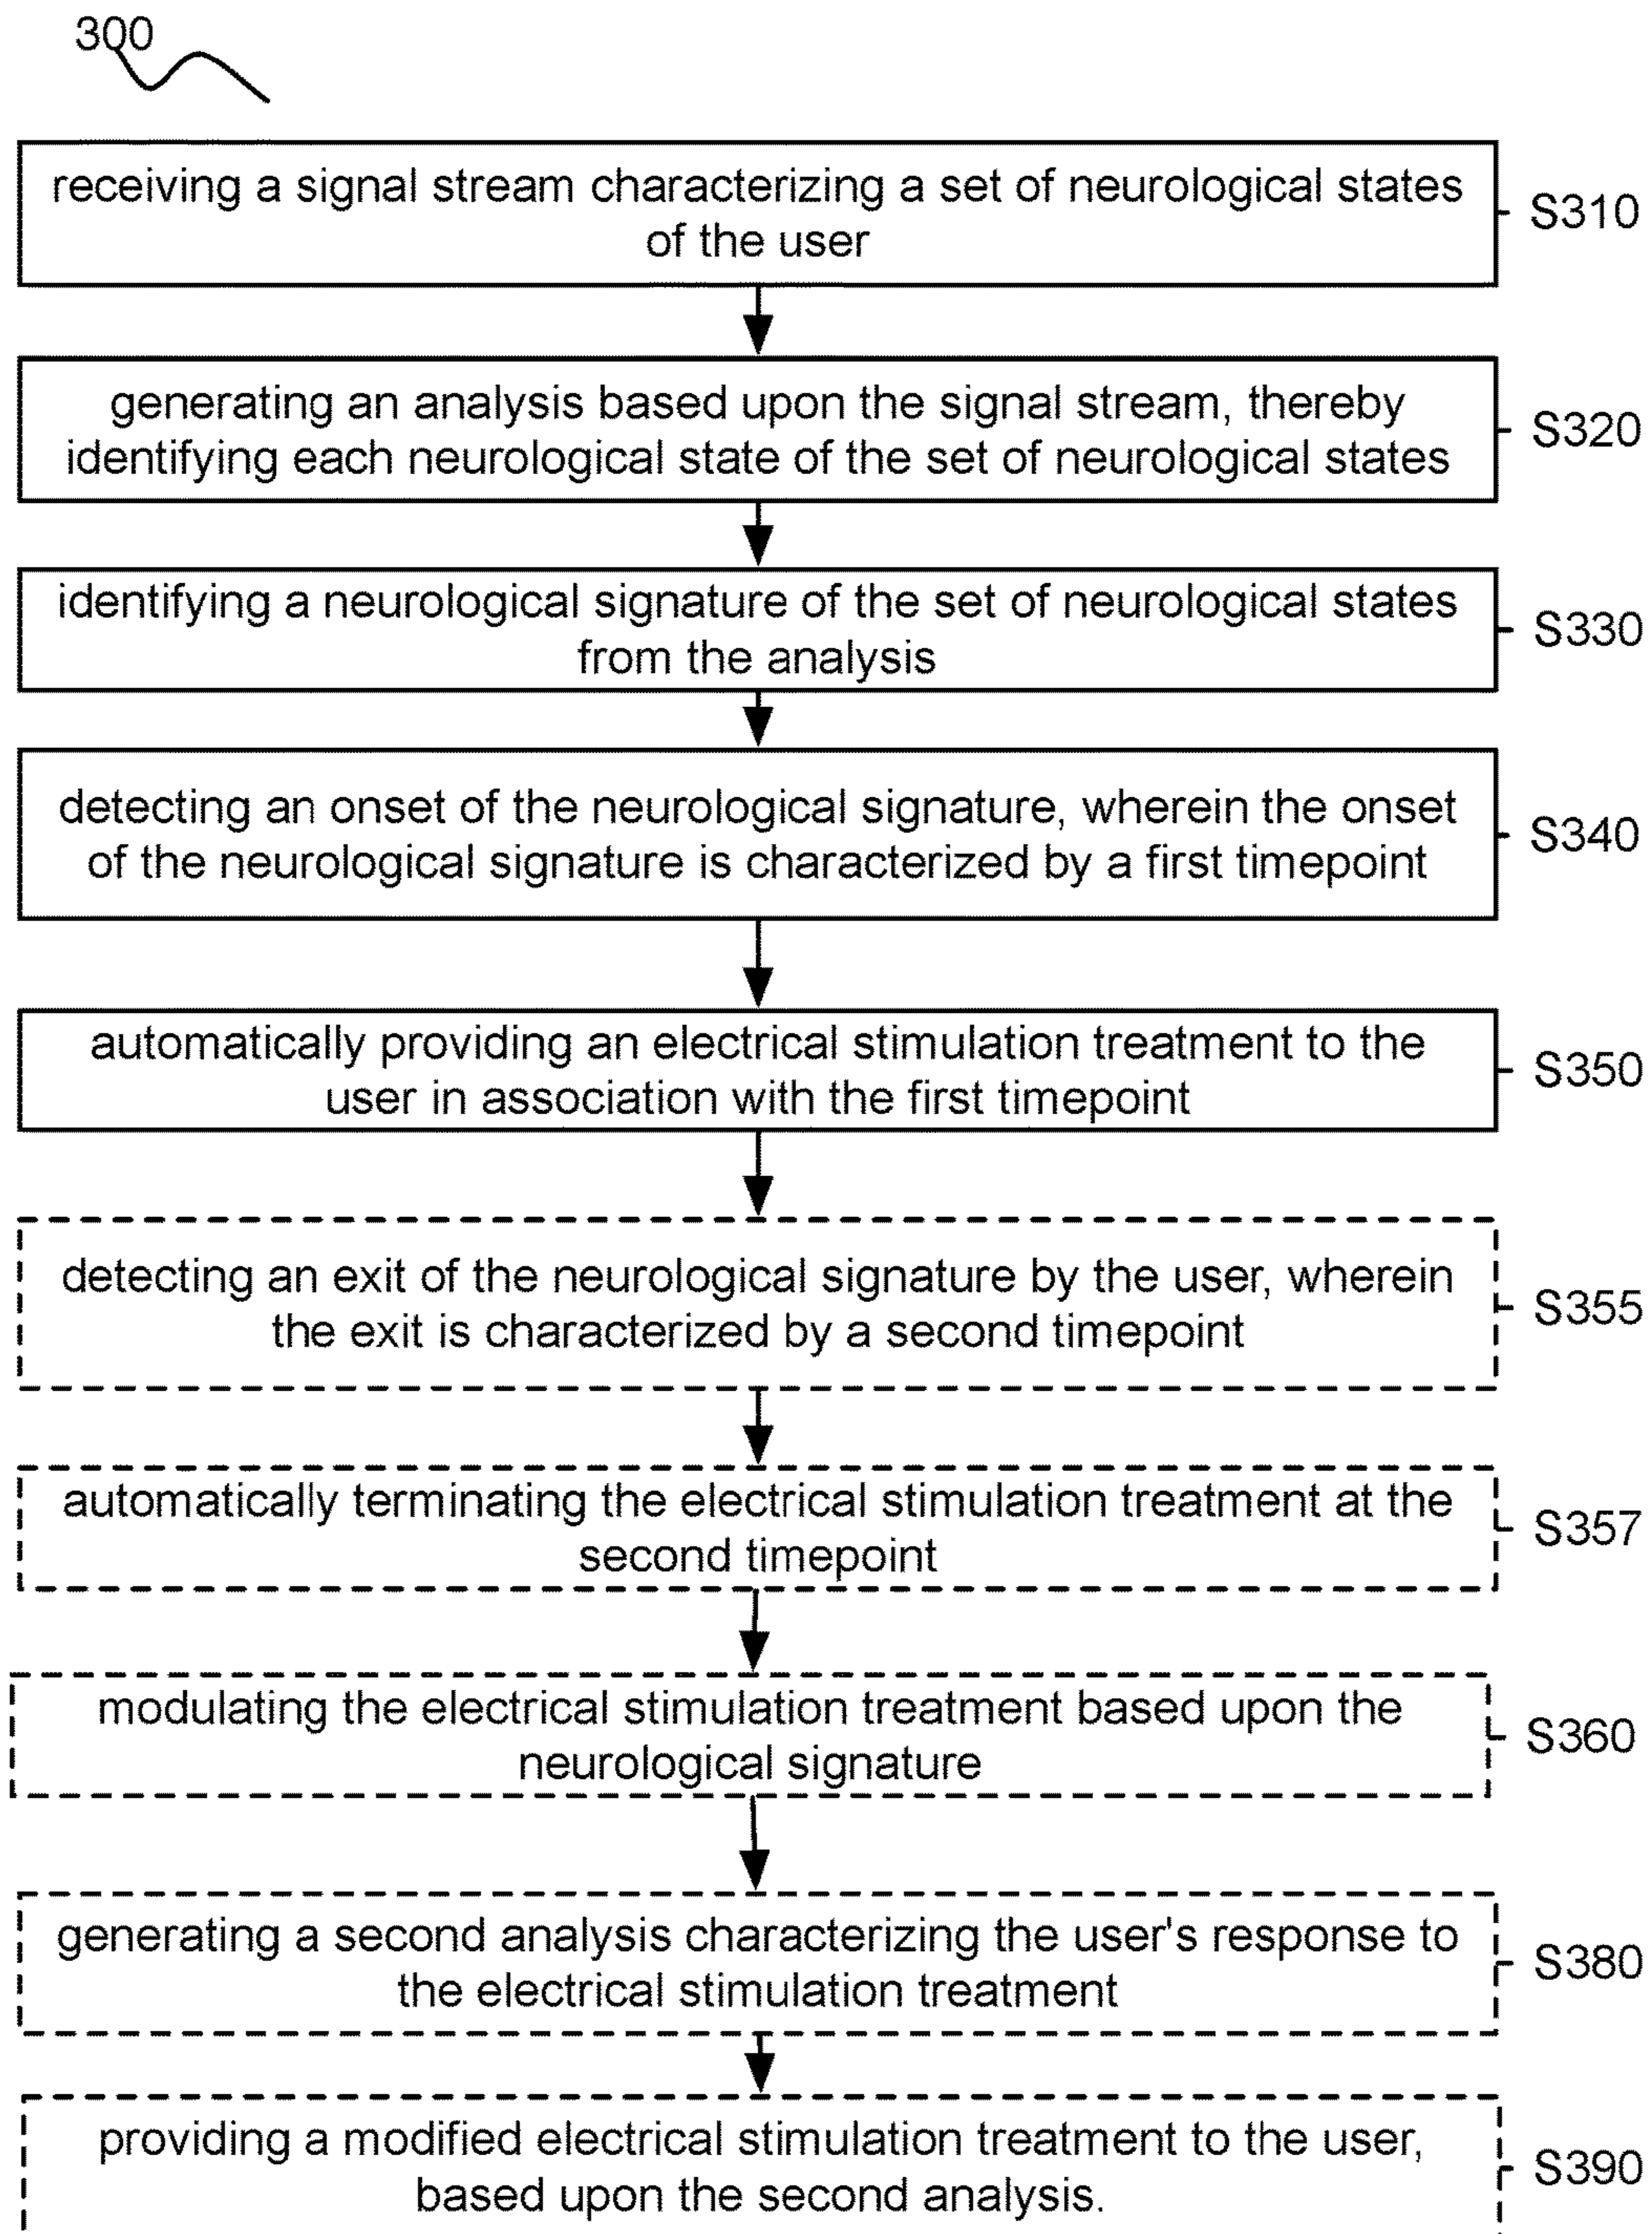 300
receiving a signal stream characterizing a set of neurological states
of the user
S310
generating an analysis based upon the signal stream, thereby
identifying each neurological state of the set of neurological states
S320
identifying a neurological signature of the set of neurological states
from the analysis
S330
detecting an onset of the neurological signature, wherein the onset
of the neurological signature is characterized by a first timepoint
S340
automatically providing an electrical stimulation treatment to the
user in association with the first timepoint
S350
detecting an exit of the neurological signature by the user, wherein
the exit is characterized by a second timepoint
S355
automatically terminating the electrical stimulation treatment at the
second timepoint
S357
modulating the electrical stimulation treatment based upon the
neurological signature
S360
generating a second analysis characterizing the user's response to
the electrical stimulation treatment
S380
providing a modified electrical stimulation treatment to the user,
based upon the second analysis.
S390